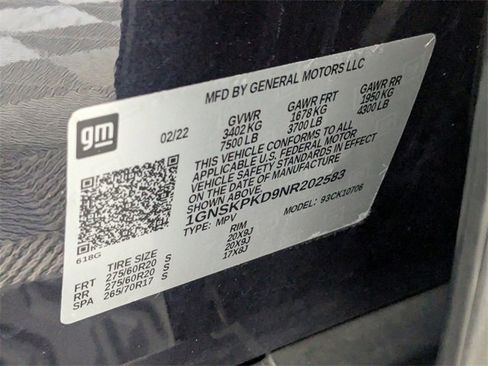 MFD BY GENERAL MOTORS LLC
gm
02/22
GVWR GAWR FRT GAWR RR
3402 KG 1678 KG 1950 KG
7500 LB 3700 LB 4300 LB
THIS VEHICLE CONFORMS TO ALL
APPLICABLE U.S. FEDERAL MOTOR
VEHICLE SAFETY STANDARDS IN EFFECT
ON THE DATE OF MANUFACTURE
SHOWN ABOVE.
1GNSKPKD9NR202583
TYPE: MPV MODEL: 93CK10706
618G
TIRE SIZE RIM
FRT 275/60R20 S 20X9J
RR 275/60R20 S 20X9J
SPA 265/70R17 S 17X8J